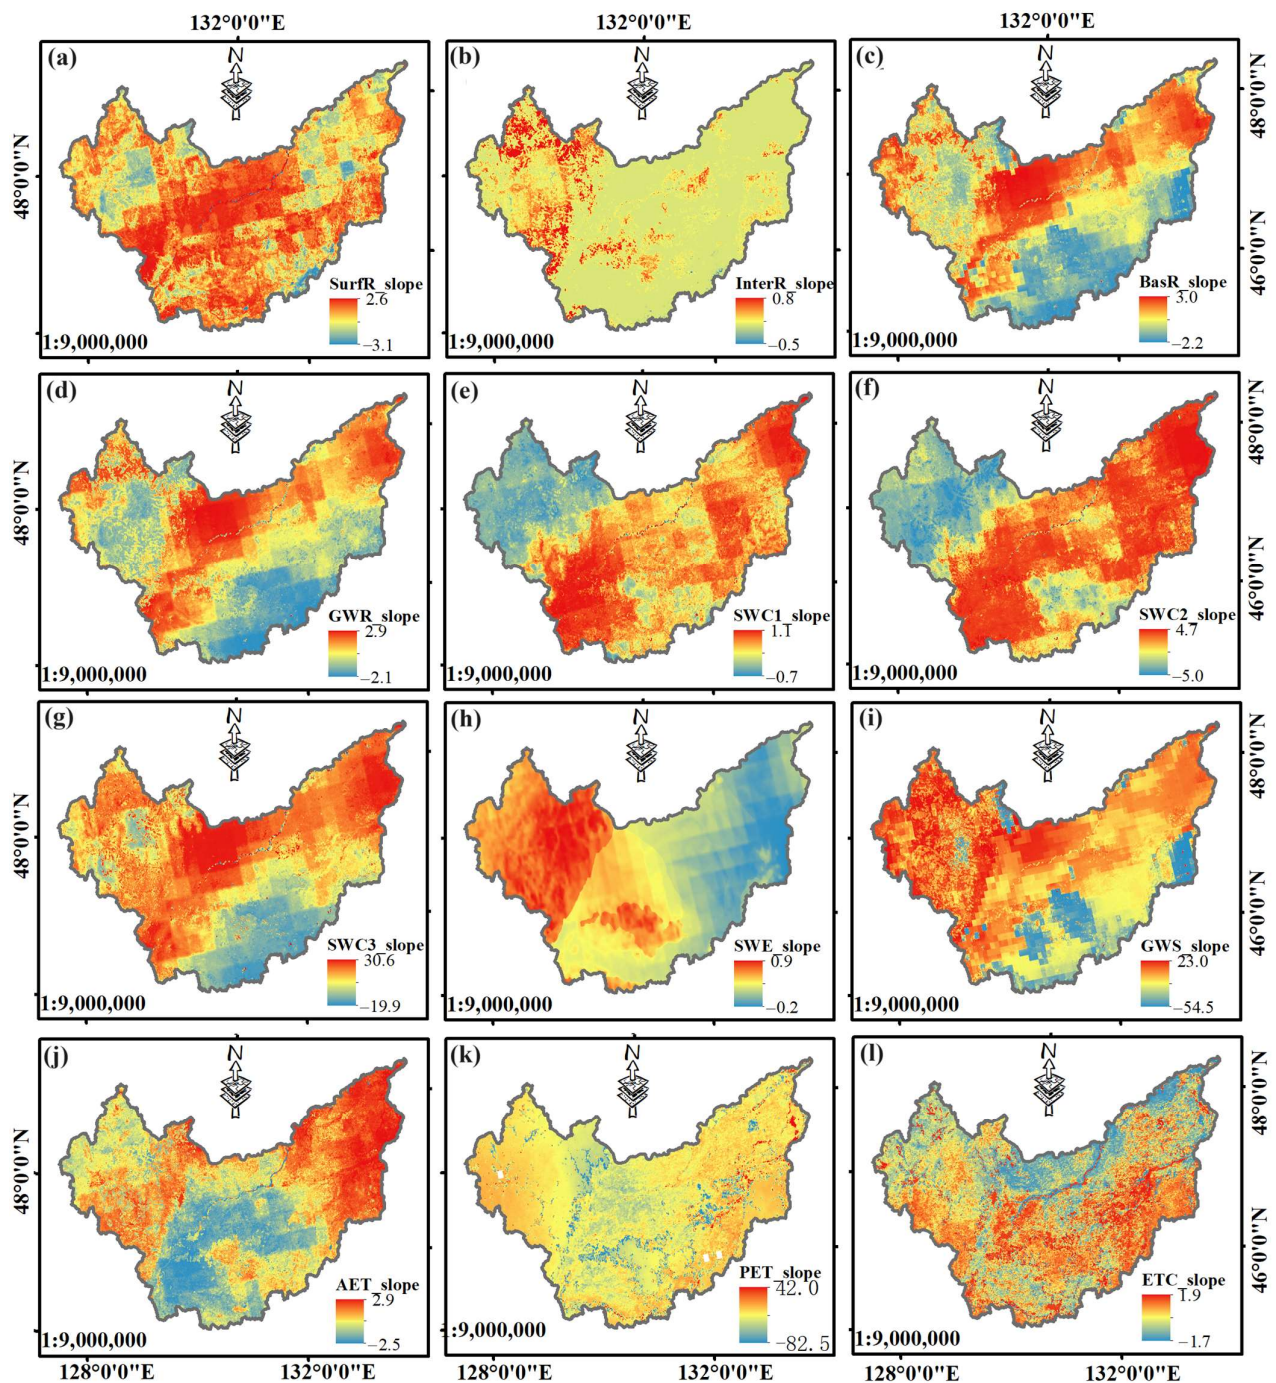 132°0'0"E 132°0'0"E
(a) N (b) N (c) N
48°0'0"N
48°0'0"N
46°0'0"N
SurfR_slope InterR_slope BasR_slope
2.6 0.8 3.0
−3.1 −0.5 −2.2
1:9,000,000 1:9,000,000 1:9,000,000
(d) N (e) N (f) N
48°0'0"N
48°0'0"N
46°0'0"N
GWR_slope SWC1_slope SWC2_slope
2.9 1.1 4.7
−2.1 −0.7 −5.0
1:9,000,000 1:9,000,000 1:9,000,000
(g) N (h) N (i) N
48°0'0"N
48°0'0"N
46°0'0"N
SWC3_slope SWE_slope GWS_slope
30.6 0.9 23.0
−19.9 −0.2 −54.5
1:9,000,000 1:9,000,000 1:9,000,000
(j) N (k) N (l) N
48°0'0"N
48°0'0"N
46°0'0"N
AET_slope PET_slope ETC_slope
2.9 42.0 1.9
−2.5 −82.5 −1.7
1:9,000,000 1:9,000,000 1:9,000,000
128°0'0"E 132°0'0"E 128°0'0"E 132°0'0"E 128°0'0"E 132°0'0"E